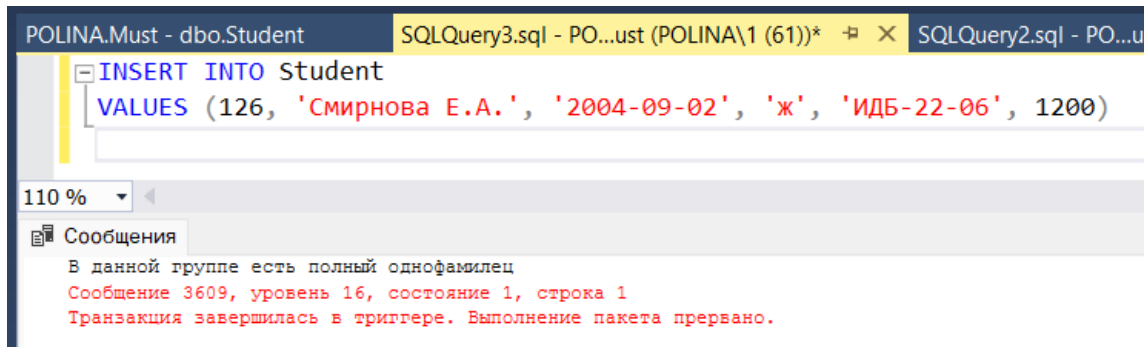 POLINA.Must - dbo.Student SQLQuery3.sql - PO...ust (POLINA\1 (61))* SQLQuery2.sql - PO...u
INSERT INTO Student
VALUES (126, 'Смирнова Е.А.', '2004-09-02', 'ж', 'ИДБ-22-06', 1200)
110 %
Сообщения
В данной группе есть полный однофамилец
Сообщение 3609, уровень 16, состояние 1, строка 1
Транзакция завершилась в триггере. Выполнение пакета прервано.